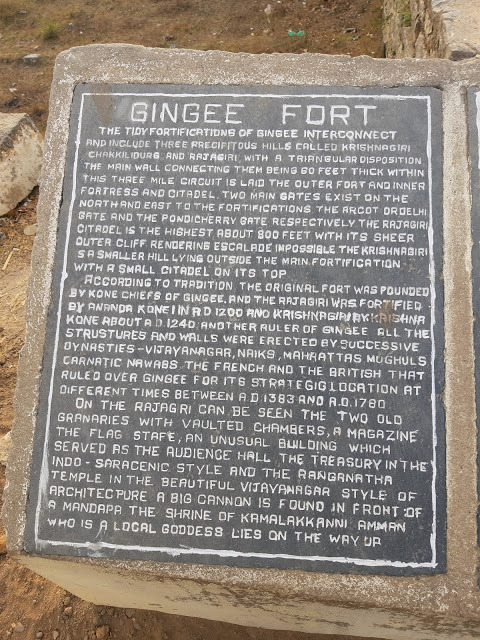 GINGEE FORT
THE TIDY FORTIFICATIONS OF GINGEE INTERCONNECT
AND INCLUDE THREE PRECIPITOUS HILLS CALLED KRISHNAGIRI
CHAKKILIDURG AND RAJAGIRI, WITH A TRIANGULAR DISPOSITION
THE MAIN WALL CONNECTING THEM BEING 60 FEET THICK WITHIN
THIS THREE MILE CIRCUIT IS LAID THE OUTER FORT AND INNER
FORTRESS AND CITADEL. TWO MAIN GATES EXIST ON THE
NORTH AND EAST TO THE FORTIFICATIONS THE ARCOT OR DELHI
GATE AND THE PONDICHERRY GATE RESPECTIVELY THE RAJAGIRI
CITADEL IS THE HIGHEST ABOUT 800 FEET WITH ITS SHEER
OUTER CLIFF RENDERING ESCALADE IMPOSSIBLE THE KRISHNAGIRI
S A SMALLER HILL LYING OUTSIDE THE MAIN FORTIFICATION
WITH A SMALL CITADEL ON ITS TOP
ACCORDING TO TRADITION THE ORIGINAL FORT WAS FOUNDED
BY KONE CHIEFS OF GINGEE, AND THE RAJAGIRI WAS FORTIFIED
BY ANANDA KONE I IN A.D 1200 AND KRISHNAGIRI BY KRISHNA
KONE ABOUT A.D. 1240 ANOTHER RULER OF GINGEE ALL THE
STRUSTURES AND WALLS WERE ERECTED BY SUCCESSIVE
DYNASTIES - VIJAYANAGAR, NAIKS, MAHRATTAS MUGHULS
CARNATIC NAWABS THE FRENCH AND THE BRITISH THAT
RULED OVER GINGEE FOR ITS STRATEGIG LOCATION AT
DIFFERENT TIMES BETWEEN A.D 1383 AND A.D. 1780
ON THE RAJAGRI CAN BE SEEN THE TWO OLD
GRANARIES WITH VAULTED CHAMBERS, A MAGAZINE
THE FLAG STAFE, AN UNUSUAL BUILDING WHICH
SERVED AS THE AUDIENCE HALL THE TREASURY IN THE
INDO - SARACENIC STYLE AND THE RANGANATHA
TEMPLE IN THE BEAUTIFUL VIJAYANAGAR STYLE OF
ARCHITECPURE A BIG CANNON IS FOUND IN FRONT OF
A MANDAPA THE SHRINE OF KAMALAKKANNI AMMAN
WHO IS A LOCAL GODDESS LIES ON THE WAY UP